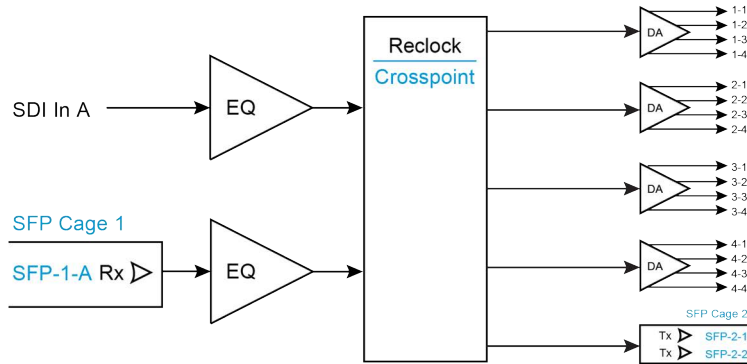 SDI In A
EQ
SFP Cage 1
SFP-1-A Rx
EQ
Reclock
Crosspoint
DA
1-1
1-2
1-3
1-4
DA
2-1
2-2
2-3
2-4
DA
3-1
3-2
3-3
3-4
DA
4-1
4-2
4-3
4-4
SFP Cage 2
Tx SFP-2-1
Tx SFP-2-2